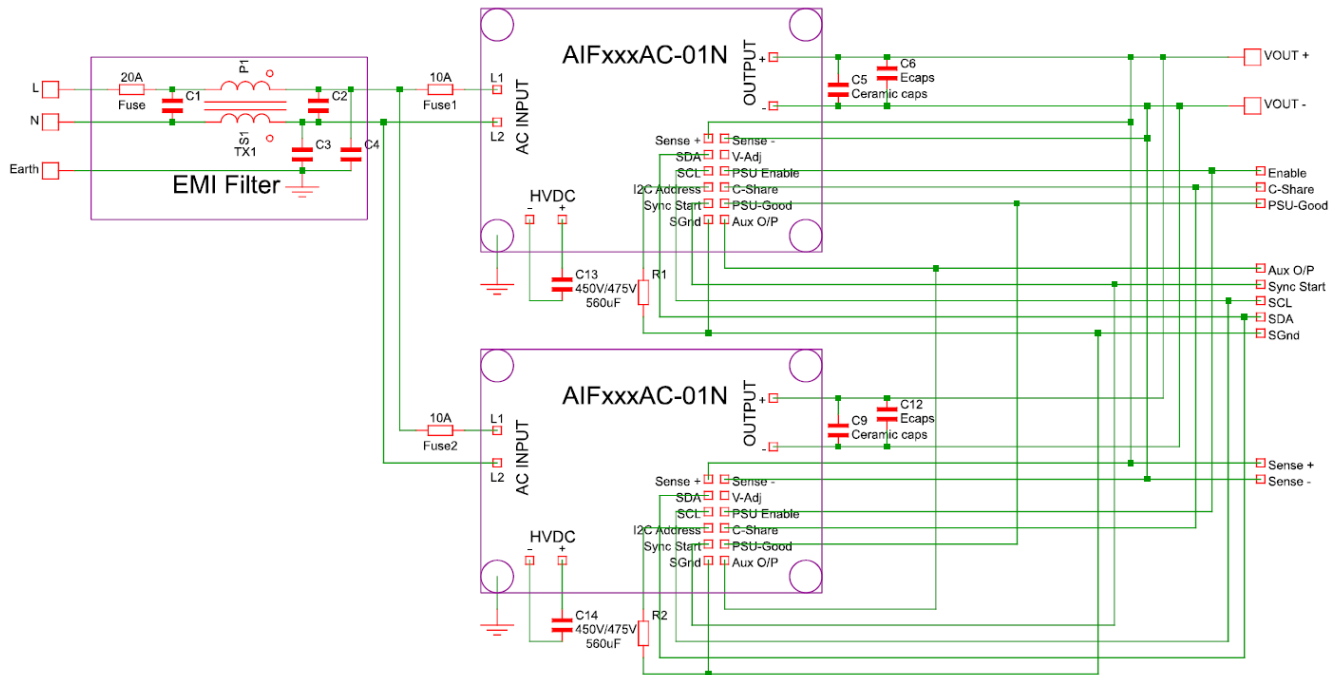 L
N
Earth
20A
Fuse
P1
C1
S1
TX1
C2
C3
C4
EMI Filter
10A
Fuse1
L1
L2
AC INPUT
AIFxxxAC-01N
OUTPUT
+
-
C5
Ceramic caps
C6
Ecaps
VOUT +
VOUT -
Sense +
Sense -
SDA
V-Adj
SCL
PSU Enable
I2C Address
C-Share
Sync Start
PSU-Good
SGnd
Aux O/P
HVDC
-
+
C13
450V/475V
560uF
R1
Enable
C-Share
PSU-Good
Aux O/P
Sync Start
SCL
SDA
SGnd
10A
Fuse2
L1
L2
AC INPUT
AIFxxxAC-01N
OUTPUT
+
-
C9
Ceramic caps
C12
Ecaps
Sense +
Sense -
SDA
V-Adj
SCL
PSU Enable
I2C Address
C-Share
Sync Start
PSU-Good
SGnd
Aux O/P
HVDC
-
+
C14
450V/475V
560uF
R2
Sense +
Sense -